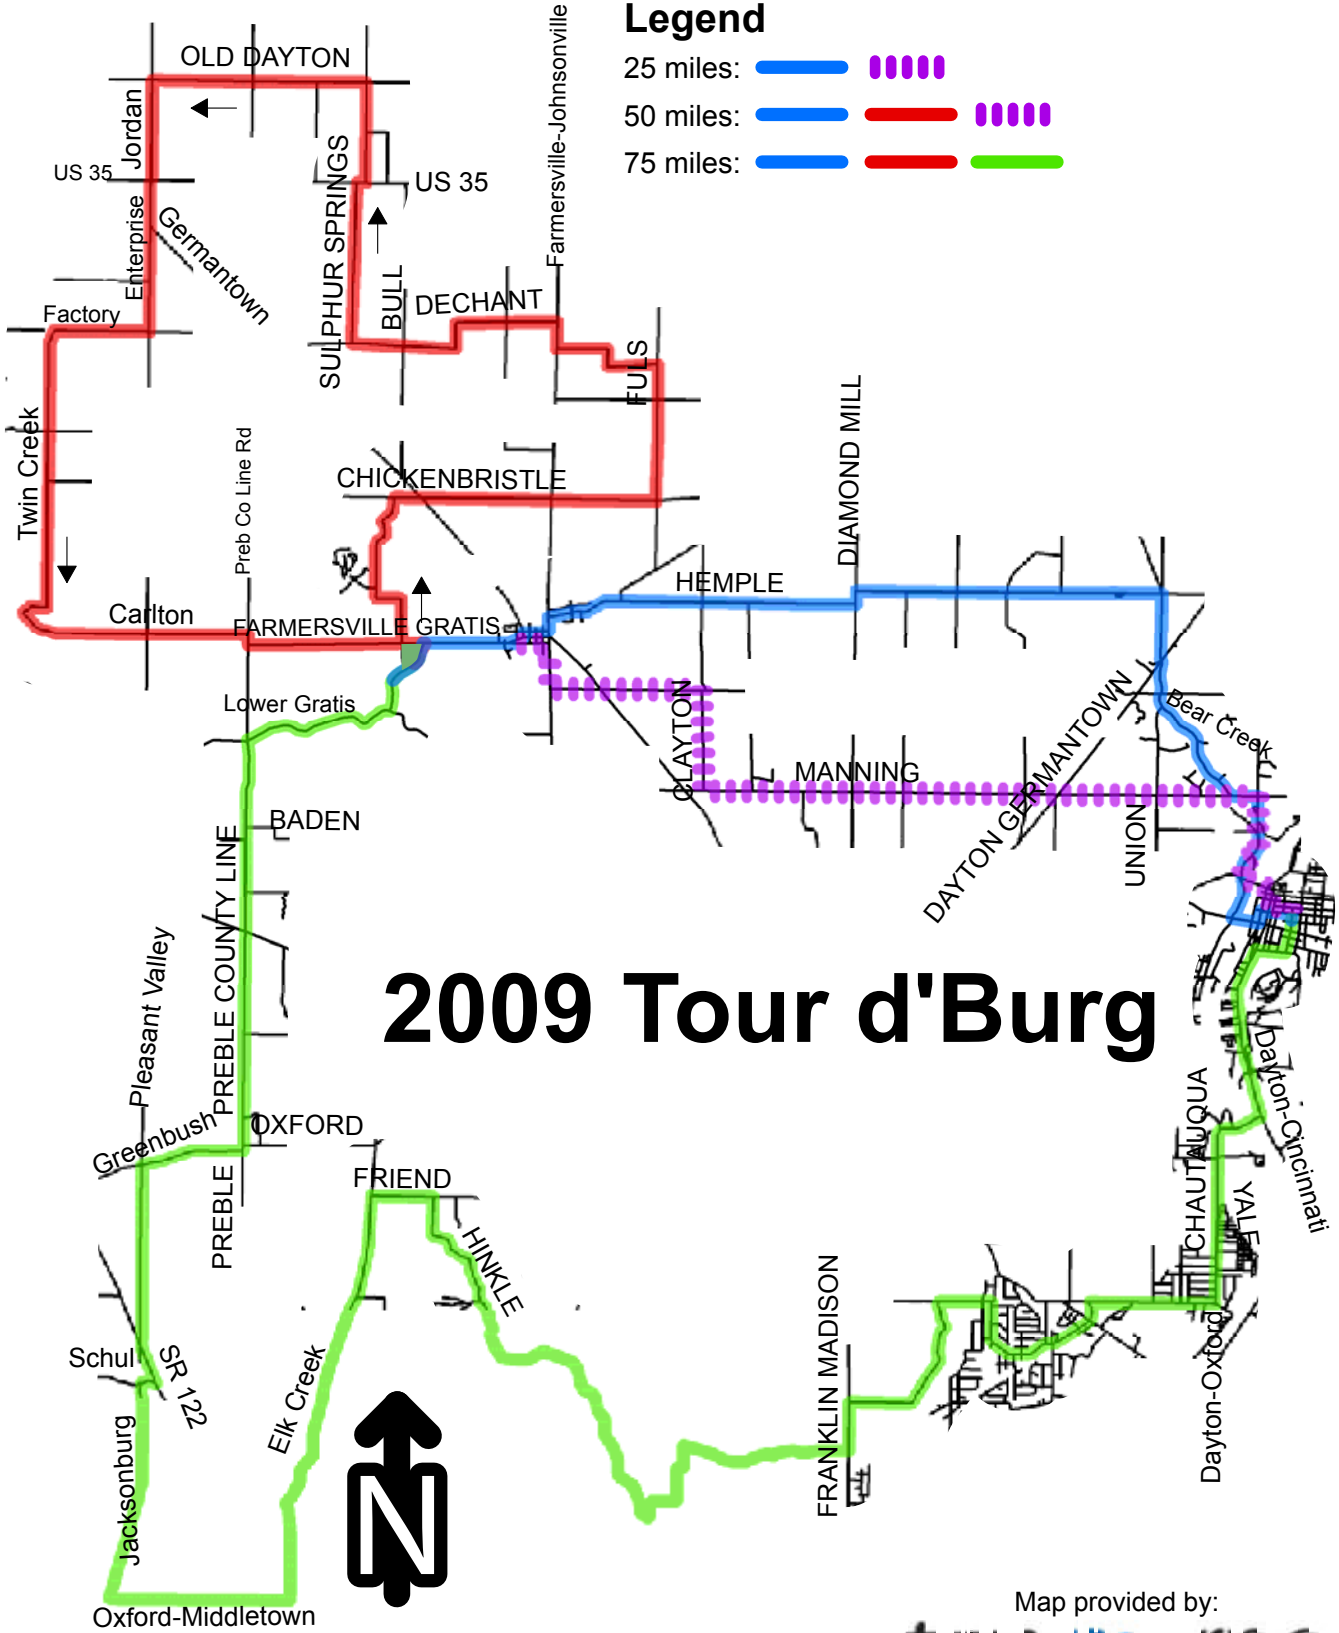 Legend
25 miles:
50 miles:
75 miles:
OLD DAYTON
Farmersville-Johnsonville
Jordan
US 35
US 35
SULPHUR SPRINGS
Enterprise
Germantown
BULL
DECHANT
Factory
FULS
Twin Creek
Preb Co Line Rd
CHICKENBRISTLE
DIAMOND MILL
HEMPLE
Carlton
FARMERSVILLE GRATIS
Lower Gratis
CLAYTON
DAYTON GERMANTOWN
Bear Creek
MANNING
UNION
BADEN
PREBLE COUNTY LINE
Pleasant Valley
2009 Tour d'Burg
Dayton-Cincinnati
CHAUTAUQUA
OXFORD
Greenbush
PREBLE
FRIEND
YALE
HINKLE
FRANKLIN MADISON
Schul
SR 122
Elk Creek
Dayton-Oxford
Jacksonburg
N
Oxford-Middletown
Map provided by: